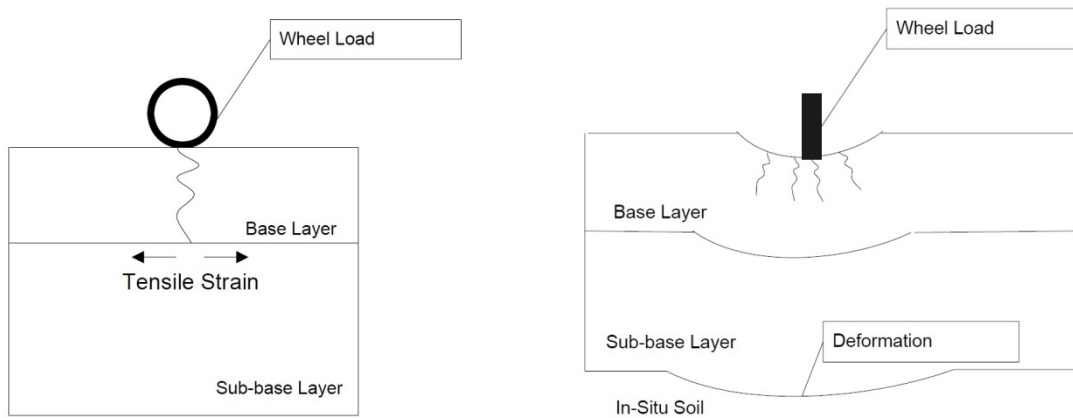 Wheel Load
Base Layer
Tensile Strain
Sub-base Layer
Wheel Load
Base Layer
Sub-base Layer
Deformation
In-Situ Soil